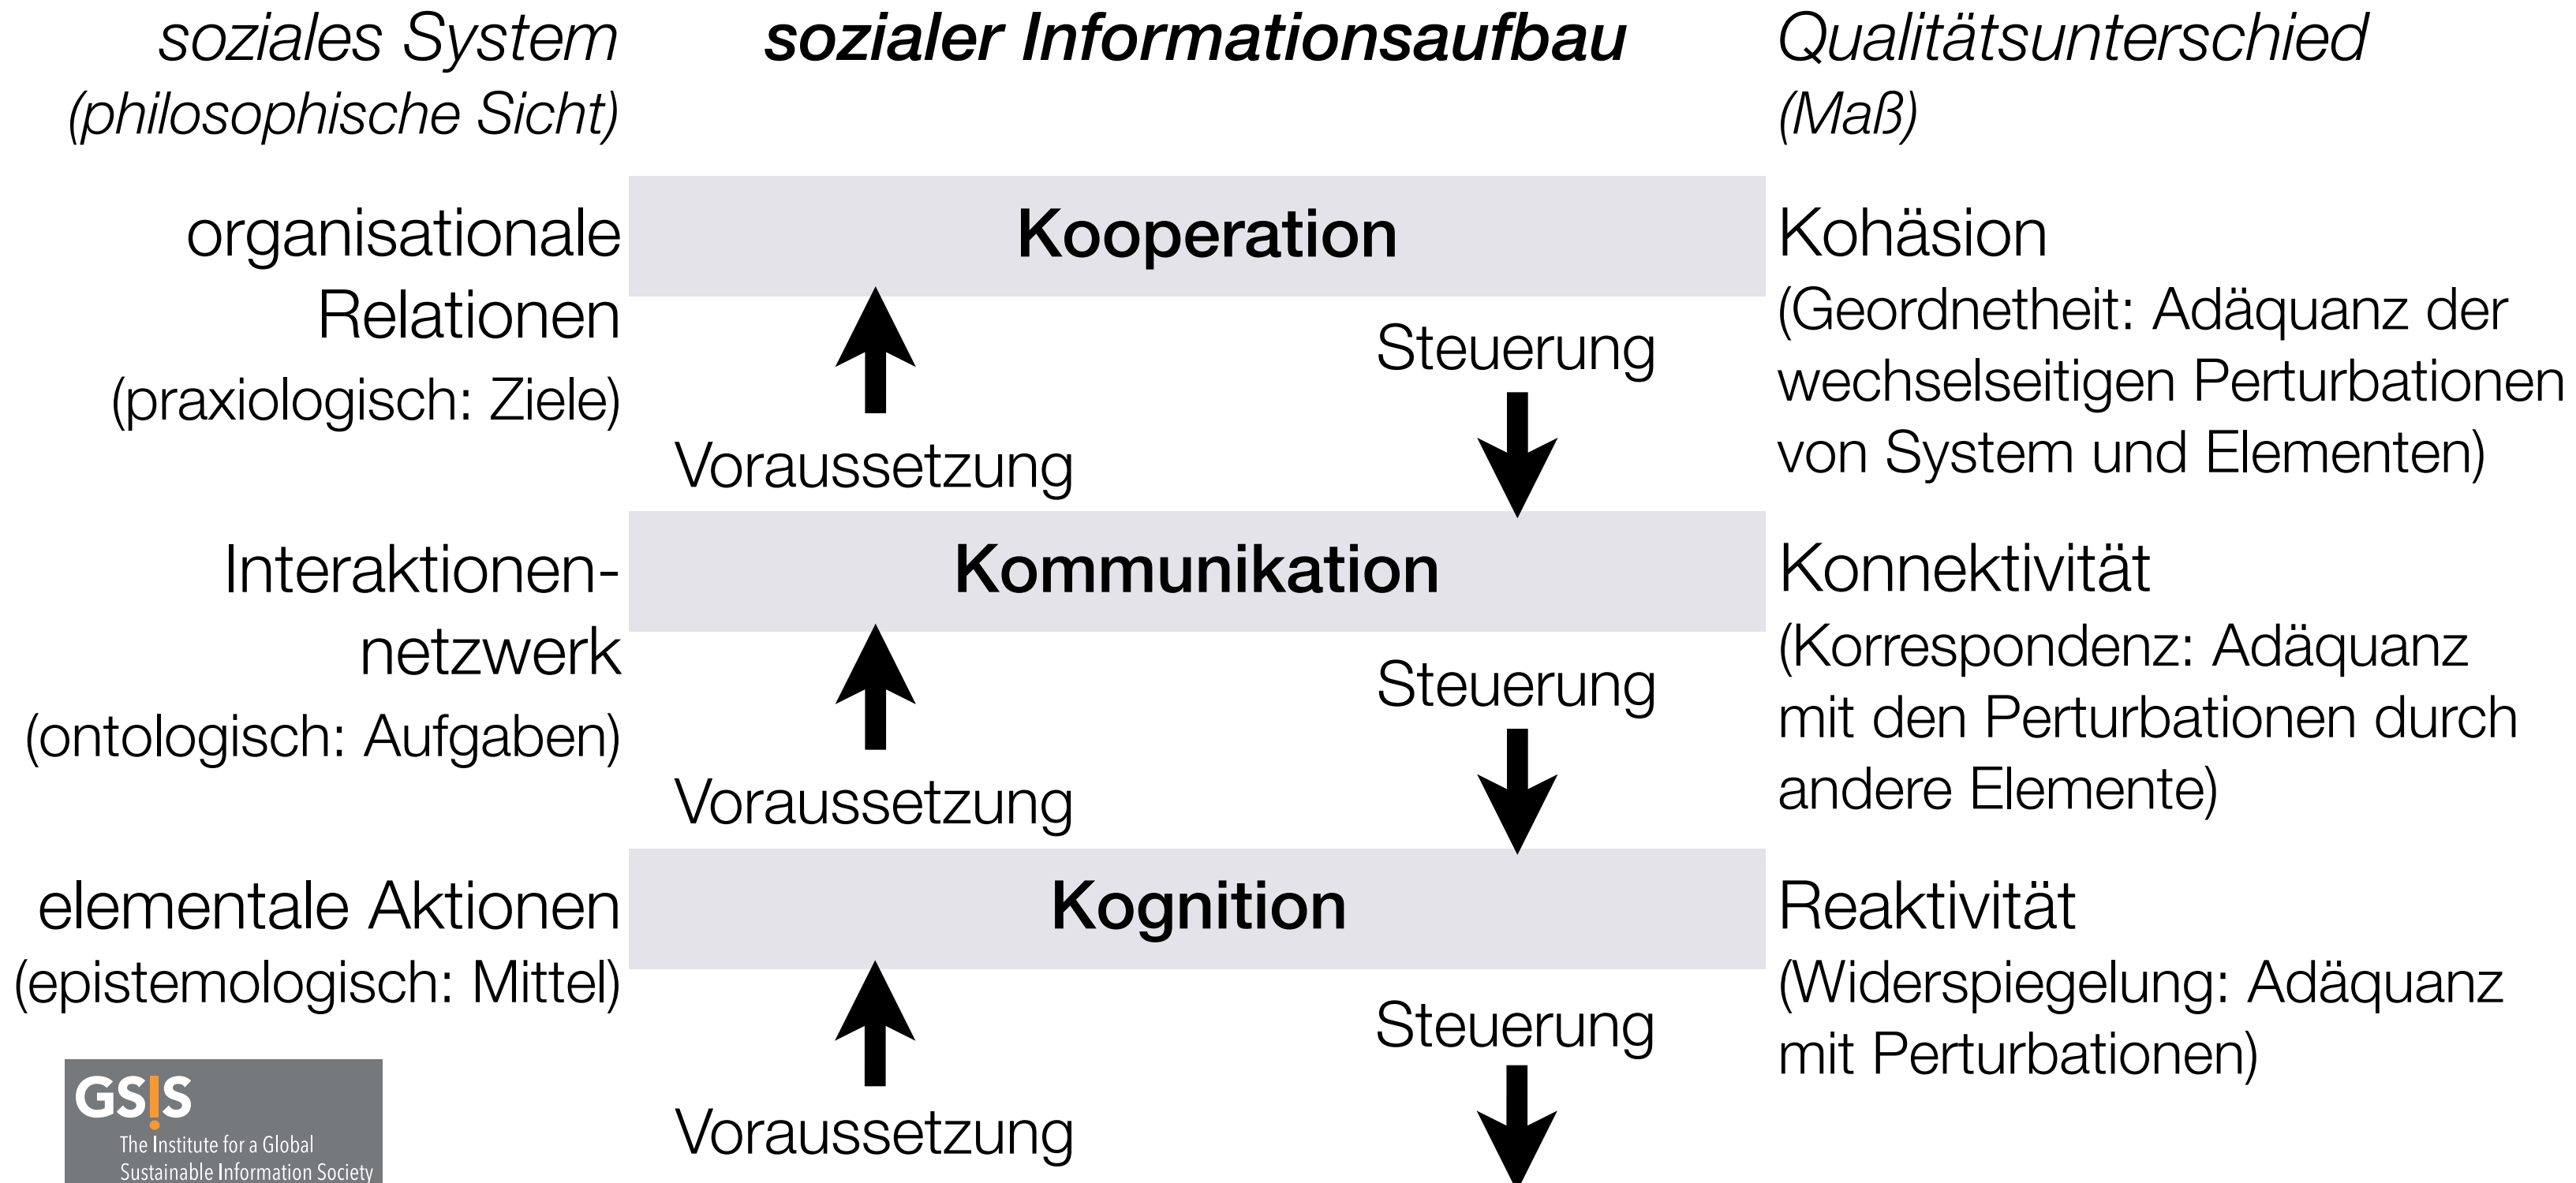 soziales System
(philosophische Sicht)
sozialer Informationsaufbau
Qualitätsunterschied
(Maß)
organisationale
Relationen
(praxiologisch: Ziele)
Kooperation
Kohäsion
(Geordnetheit: Adäquanz der
wechselseitigen Perturbationen
von System und Elementen)
Steuerung
Voraussetzung
Interaktionen-
netzwerk
(ontologisch: Aufgaben)
Kommunikation
Konnektivität
(Korrespondenz: Adäquanz
mit den Perturbationen durch
andere Elemente)
Steuerung
Voraussetzung
elementale Aktionen
(epistemologisch: Mittel)
Kognition
Reaktivität
(Widerspiegelung: Adäquanz
mit Perturbationen)
Steuerung
Voraussetzung
GS!S
The Institute for a Global
Sustainable Information Society